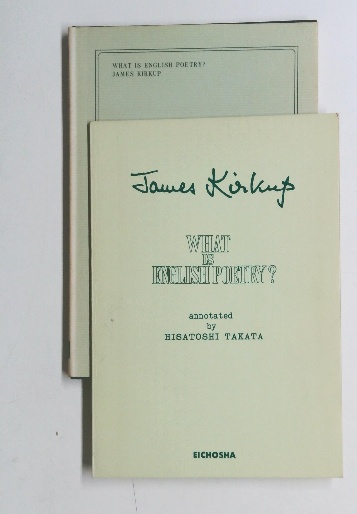 WHAT IS ENGLISH POETRY?
JAMES KIRKUP
James Kirkup
WHAT
IS
ENGLISH POETRY?
annotated
by
HISATOSHI TAKATA
EICHOSHA